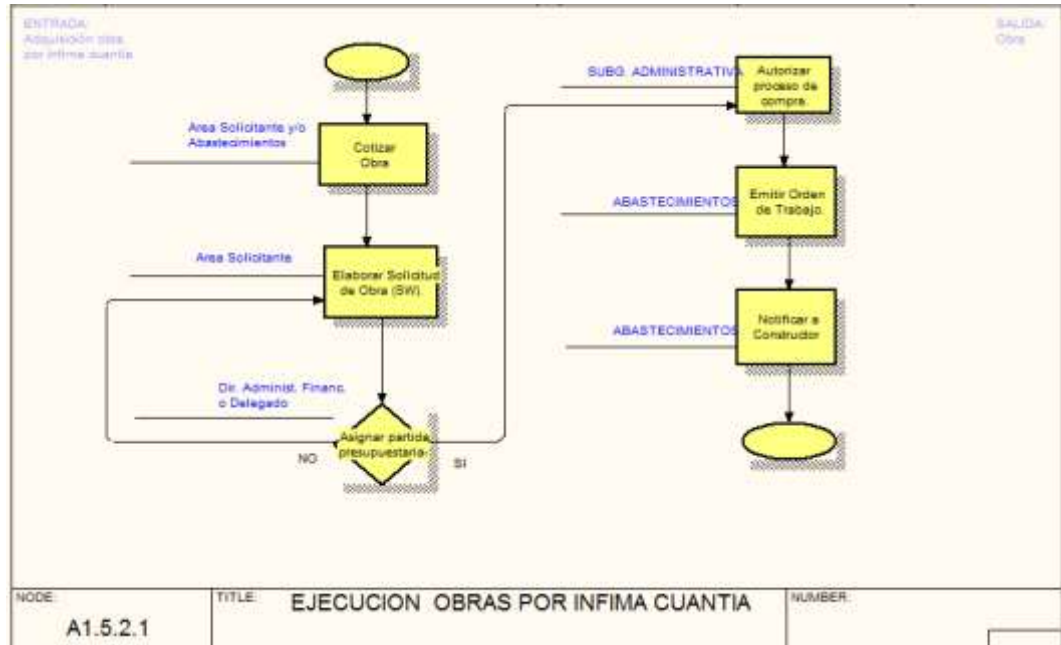 ENTRADA:
Adquisición obra
por infima cuantia
SALIDA:
Obra
Area Solicitante y/o
Abastecimientos
Cotizar
Obra
Area Solicitante
Elaborar Solicitud
de Obra (SW).
Dir. Administ. Financ.
o Delegado
Asignar partida
presupuestaria
NO
SI
SUBG. ADMINISTRATIVA
Autorizar
proceso de
compra.
ABASTECIMIENTOS
Emitir Orden
de Trabajo.
ABASTECIMIENTOS
Notificar a
Constructor
NODE:
A1.5.2.1
TITLE:
EJECUCION OBRAS POR INFIMA CUANTIA
NUMBER: